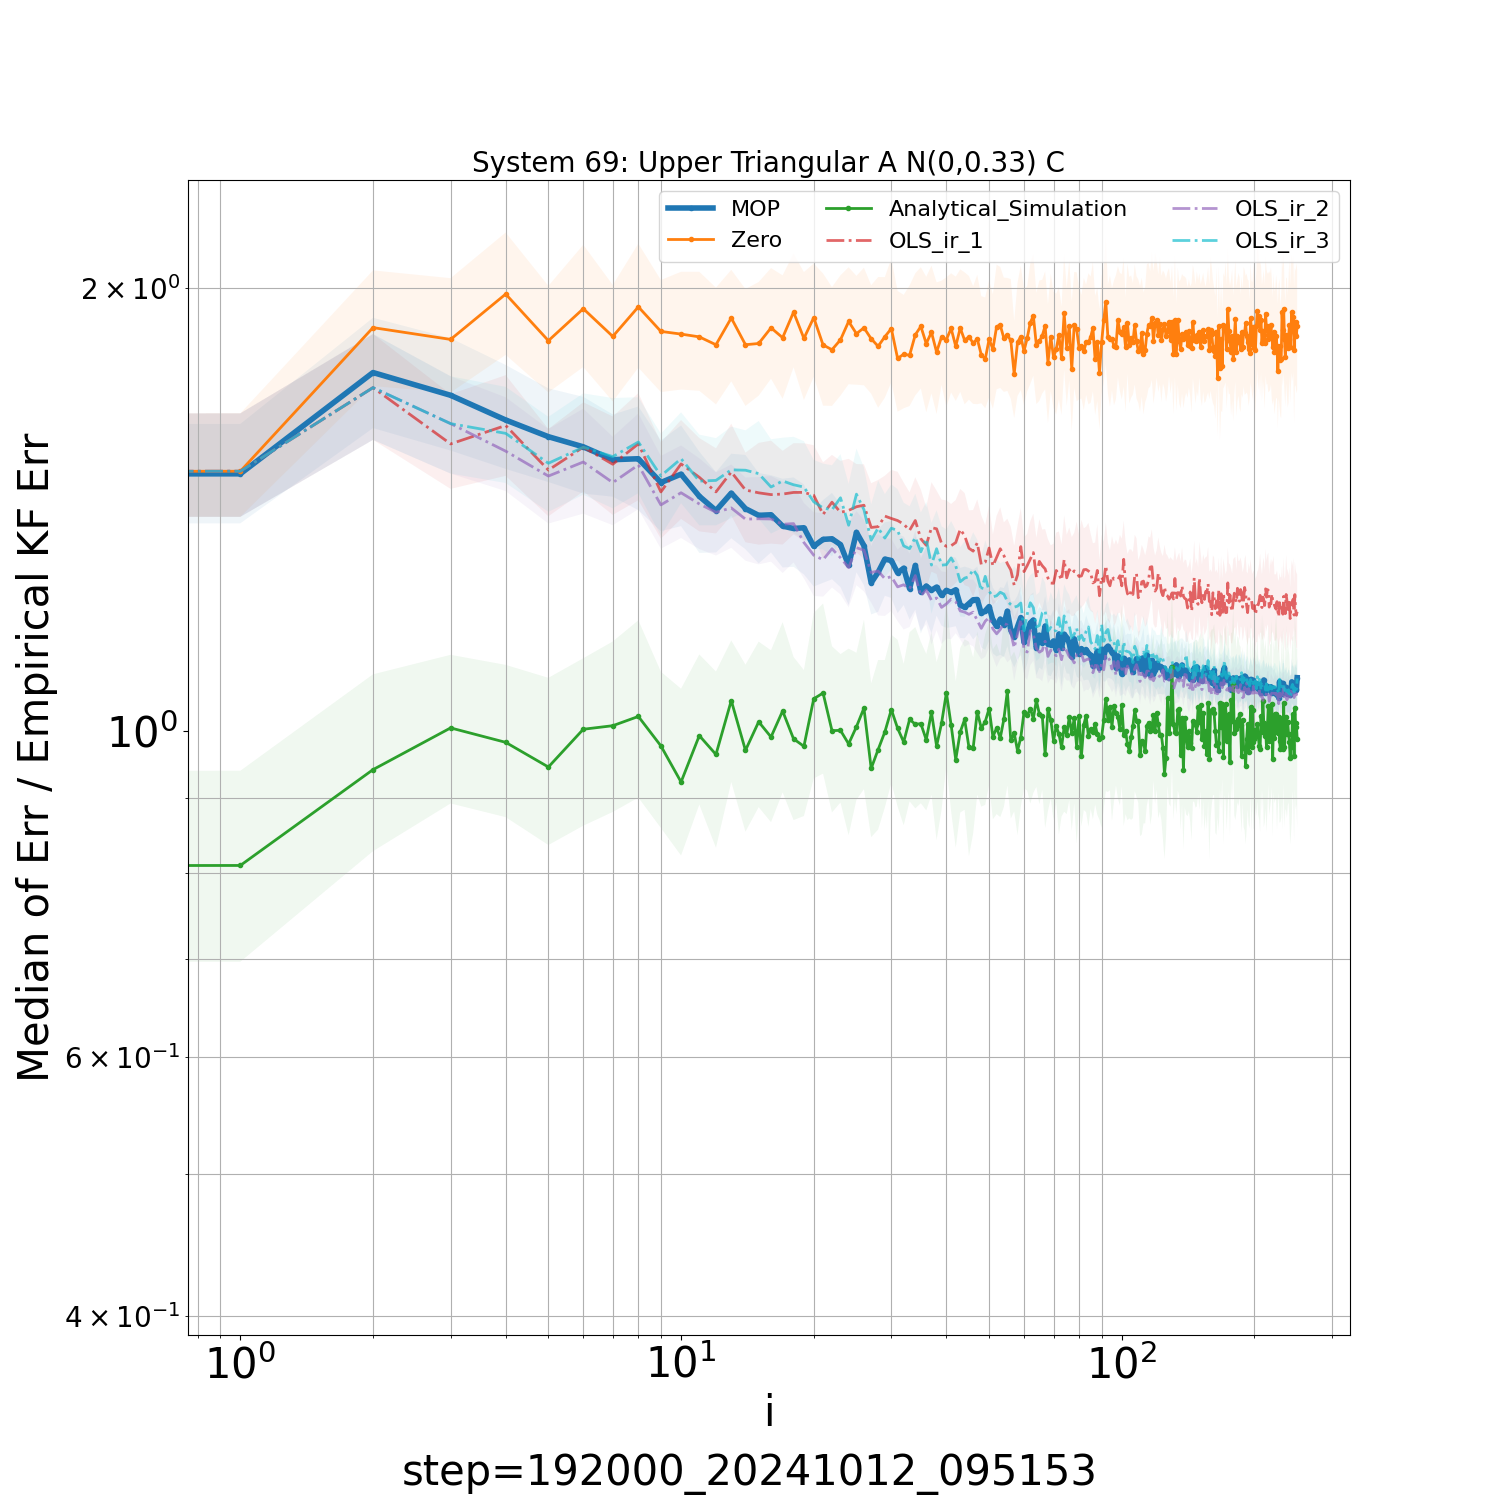 System 69: Upper Triangular A N(0,0.33) C
MOP
Zero
Analytical_Simulation
OLS_ir_1
OLS_ir_2
OLS_ir_3
Median of Err / Empirical KF Err
2 × 10⁰
10⁰
6 × 10⁻¹
4 × 10⁻¹
10⁰ 10¹ 10²
i
step=192000_20241012_095153